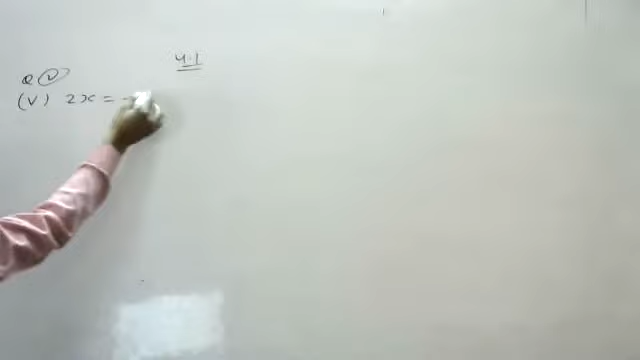 4.1
Q (V)
(V) 2x =